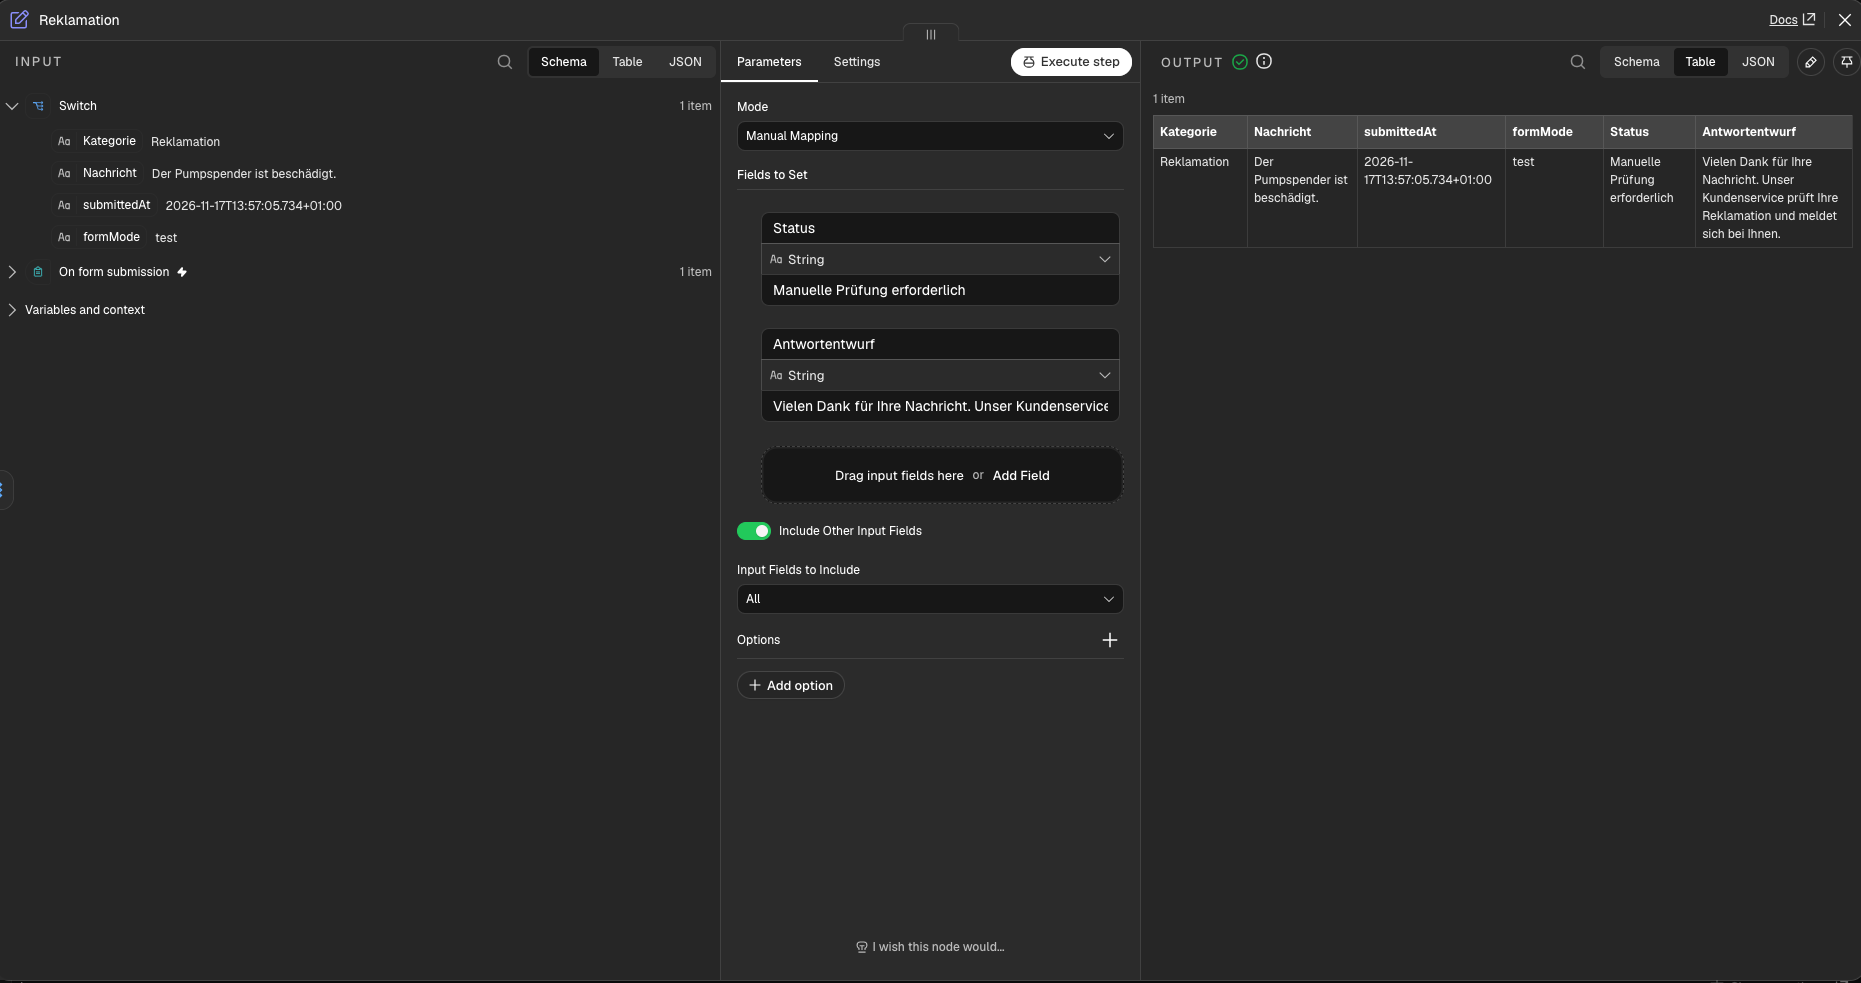 Reklamation
Docs
INPUT
Schema
Table
JSON
Switch
1 item
Kategorie Reklamation
Nachricht Der Pumpspender ist beschädigt.
submittedAt 2026-11-17T13:57:05.734+01:00
formMode test
On form submission
1 item
Variables and context
Parameters
Settings
Execute step
Mode
Manual Mapping
Fields to Set
Status
String
Manuelle Prüfung erforderlich
Antwortentwurf
String
Vielen Dank für Ihre Nachricht. Unser Kundenservice
Drag input fields here or Add Field
Include Other Input Fields
Input Fields to Include
All
Options
Add option
I wish this node would...
OUTPUT
Schema
Table
JSON
1 item
Kategorie
Nachricht
submittedAt
formMode
Status
Antwortentwurf
Reklamation
Der
Pumpspender ist
beschädigt.
2026-11-
17T13:57:05.734+01:00
test
Manuelle
Prüfung
erforderlich
Vielen Dank für Ihre
Nachricht. Unser
Kundenservice prüft Ihre
Reklamation und meldet
sich bei Ihnen.